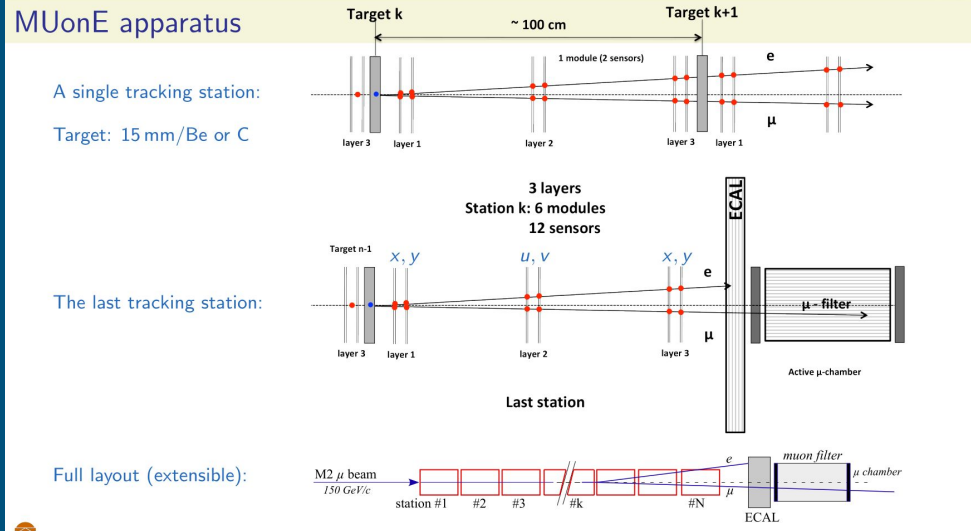 MUonE apparatus
Target k
~ 100 cm
Target k+1
1 module (2 sensors)
e
A single tracking station:
Target: 15 mm/Be or C
μ
layer 3
layer 1
layer 2
layer 3
layer 1
3 layers
Station k: 6 modules
12 sensors
ECAL
Target n-1
x, y
u, v
x, y
e
The last tracking station:
μ - filter
μ
layer 3
layer 1
layer 2
layer 3
Active μ-chamber
Last station
Full layout (extensible):
M2 μ beam
150 GeV/c
e
muon filter
μ chamber
μ
station #1
#2
#3
#k
#N
ECAL